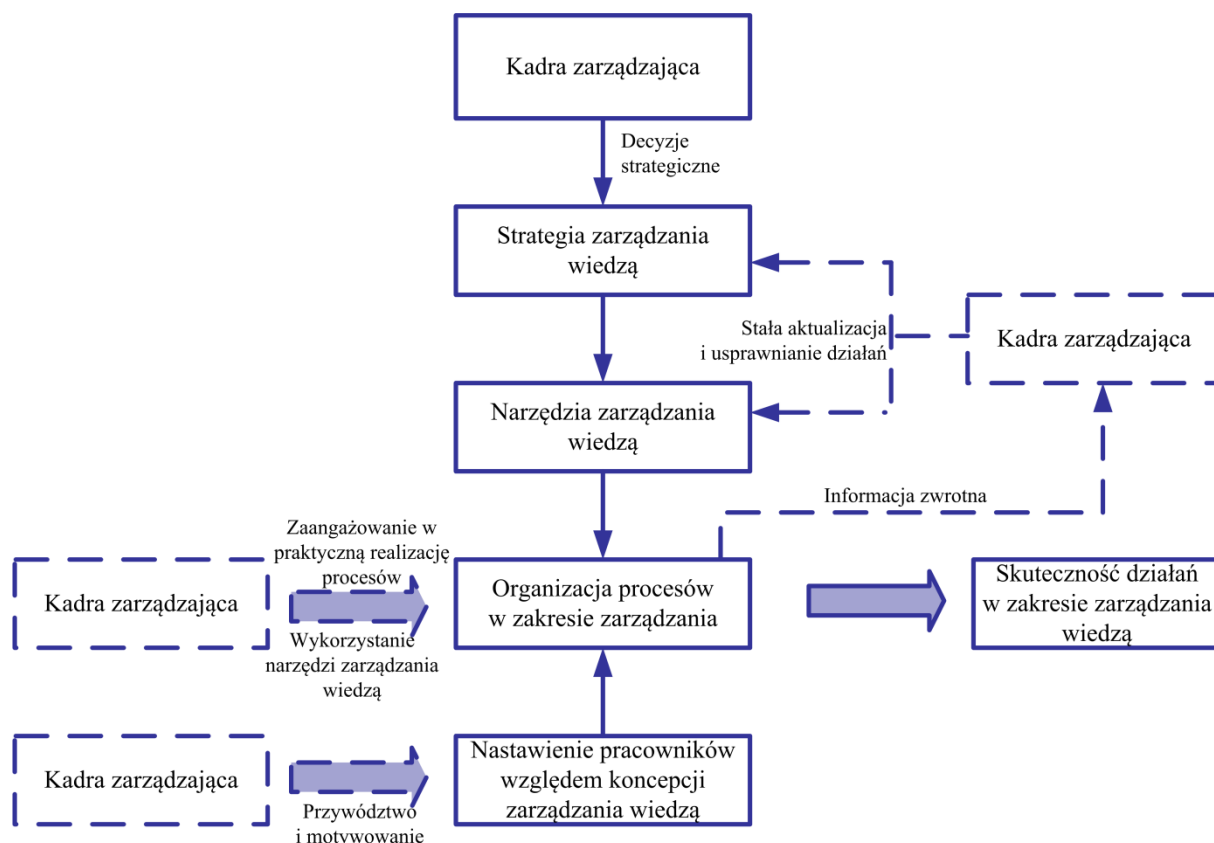 Kadra zarządzająca
Decyzje
strategiczne
Strategia zarządzania
wiedzą
Stała aktualizacja
i usprawnianie działań
Kadra zarządzająca
Narzędzia zarządzania
wiedzą
Informacja zwrotna
Kadra zarządzająca
Zaangażowanie w
praktyczną realizację
procesów
Wykorzystanie
narzędzi zarządzania
wiedzą
Organizacja procesów
w zakresie zarządzania
Skuteczność działań
w zakresie zarządzania
wiedzą
Kadra zarządzająca
Przywództwo
i motywowanie
Nastawienie pracowników
względem koncepcji
zarządzania wiedzą